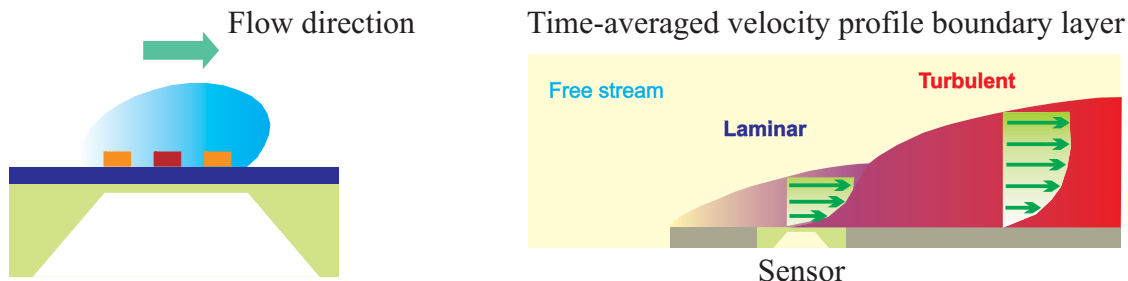 Flow direction
Time-averaged velocity profile boundary layer
Free stream
Turbulent
Laminar
Sensor